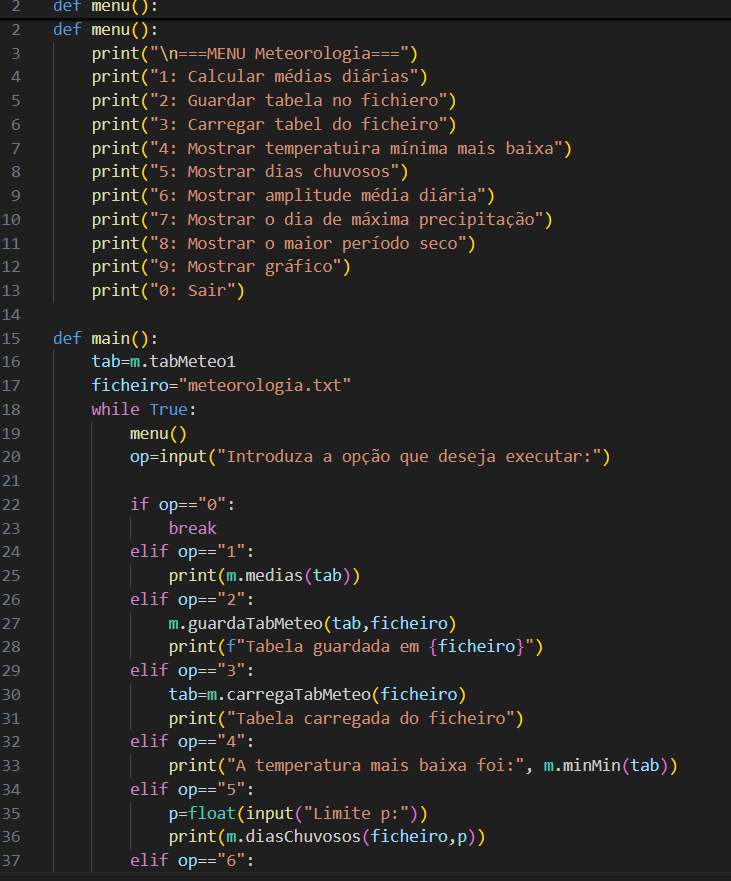 2 def menu():
2 def menu():
3 print("\n===MENU Meteorologia===")
4 print("1: Calcular médias diárias")
5 print("2: Guardar tabela no fichiero")
6 print("3: Carregar tabel do ficheiro")
7 print("4: Mostrar temperatuira mínima mais baixa")
8 print("5: Mostrar dias chuvosos")
9 print("6: Mostrar amplitude média diária")
10 print("7: Mostrar o dia de máxima precipitação")
11 print("8: Mostrar o maior período seco")
12 print("9: Mostrar gráfico")
13 print("0: Sair")
14
15 def main():
16 tab=m.tabMeteo1
17 ficheiro="meteorologia.txt"
18 while True:
19 menu()
20 op=input("Introduza a opção que deseja executar:")
21
22 if op=="0":
23 break
24 elif op=="1":
25 print(m.medias(tab))
26 elif op=="2":
27 m.guardaTabMeteo(tab,ficheiro)
28 print(f"Tabela guardada em {ficheiro}")
29 elif op=="3":
30 tab=m.carregaTabMeteo(ficheiro)
31 print("Tabela carregada do ficheiro")
32 elif op=="4":
33 print("A temperatura mais baixa foi:", m.minMin(tab))
34 elif op=="5":
35 p=float(input("Limite p:"))
36 print(m.diasChuvosos(ficheiro,p))
37 elif op=="6":